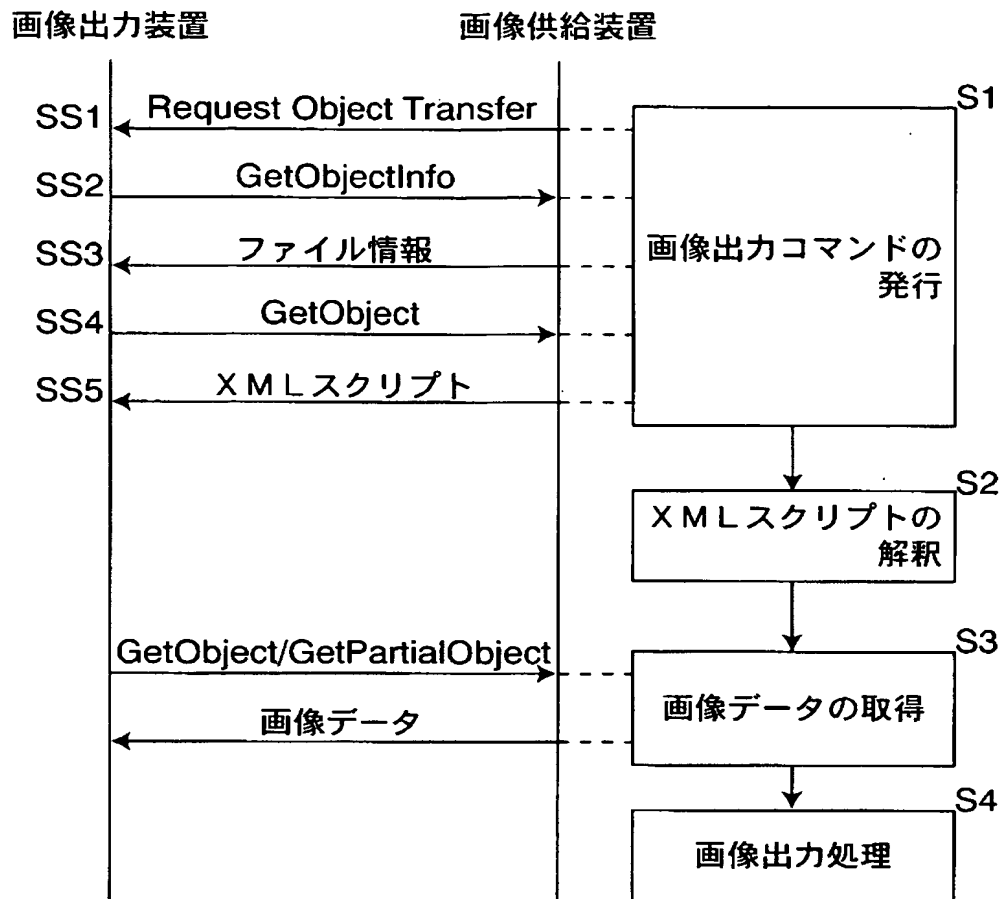 画像出力装置
画像供給装置
SS1
Request Object Transfer
S1
SS2
GetObjectInfo
SS3
ファイル情報
画像出力コマンドの
発行
SS4
GetObject
SS5
XMLスクリプト
S2
XMLスクリプトの
解釈
GetObject/GetPartialObject
S3
画像データ
画像データの取得
S4
画像出力処理